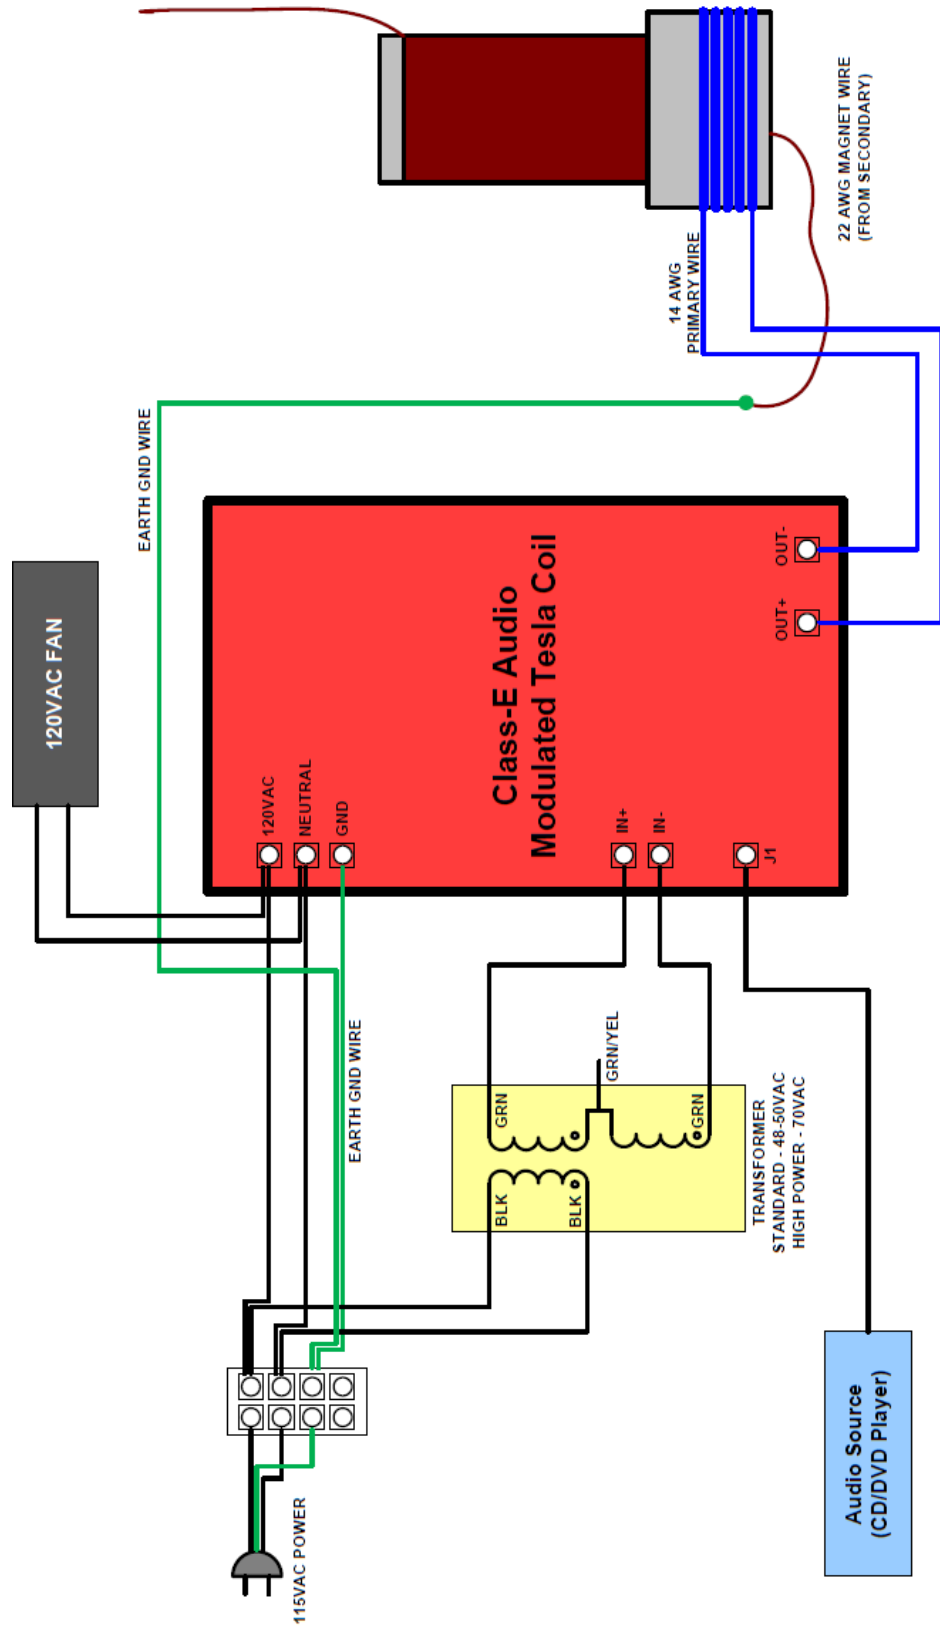 115VAC POWER
120VAC FAN
EARTH GND WIRE
EARTH GND WIRE
120VAC
NEUTRAL
GND
Class-E Audio
Modulated Tesla Coil
IN+
IN-
J1
OUT+
OUT-
BLK
BLK
GRN
GRN
GRN/YEL
TRANSFORMER
STANDARD - 48-50VAC
HIGH POWER - 70VAC
Audio Source
(CD/DVD Player)
14 AWG
PRIMARY WIRE
22 AWG MAGNET WIRE
(FROM SECONDARY)